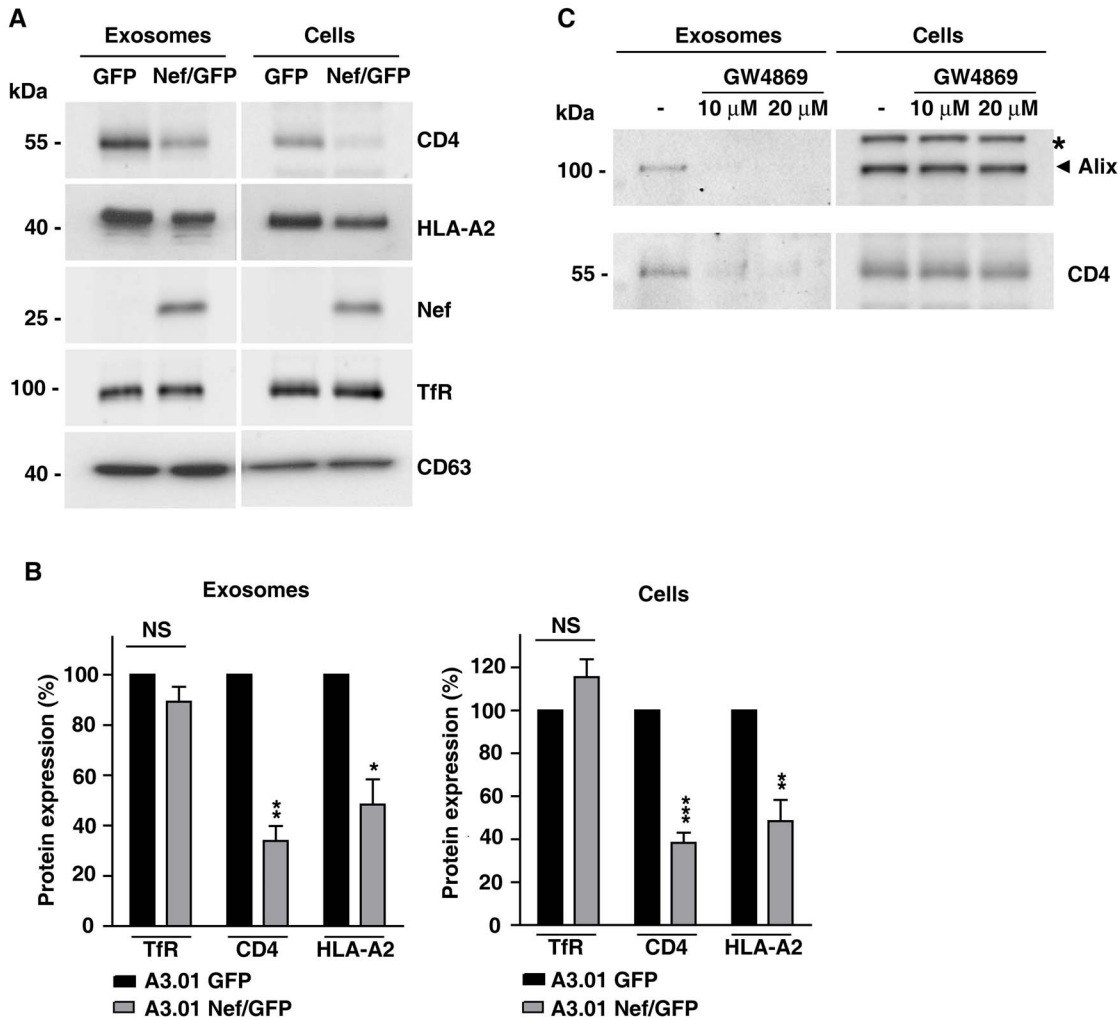 A
Exosomes Cells
GFP Nef/GFP GFP Nef/GFP
kDa
55 - CD4
40 - HLA-A2
25 - Nef
100 - TfR
40 - CD63
C
Exosomes Cells
GW4869 GW4869
kDa - 10 μM 20 μM - 10 μM 20 μM
*
100 - ◄ Alix
55 - CD4
B
Exosomes
NS
Protein expression (%)
100
80
60
40
20
0
** *
TfR CD4 HLA-A2
A3.01 GFP
A3.01 Nef/GFP
Cells
NS
Protein expression (%)
120
100
80
60
40
20
0
*** **
TfR CD4 HLA-A2
A3.01 GFP
A3.01 Nef/GFP